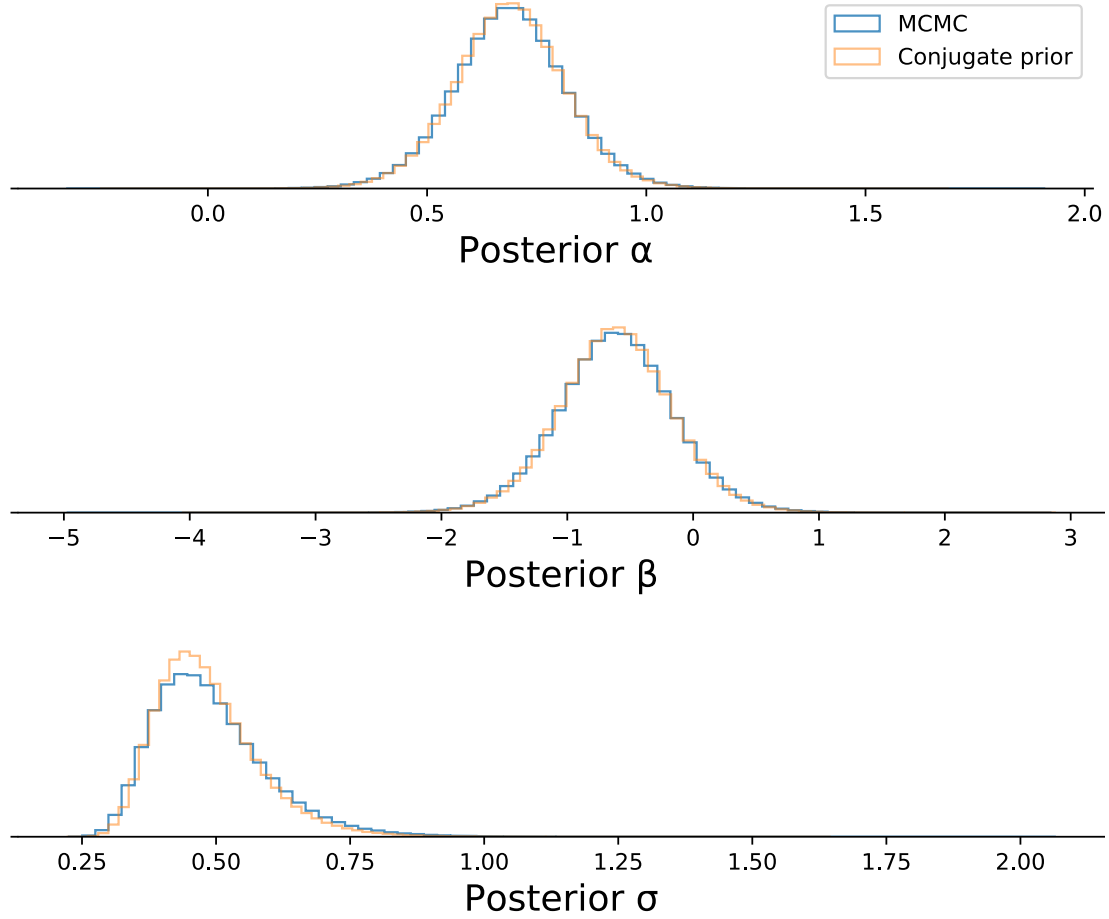 MCMC
Conjugate prior
0.0 0.5 1.0 1.5 2.0
Posterior α
−5 −4 −3 −2 −1 0 1 2 3
Posterior β
0.25 0.50 0.75 1.00 1.25 1.50 1.75 2.00
Posterior σ